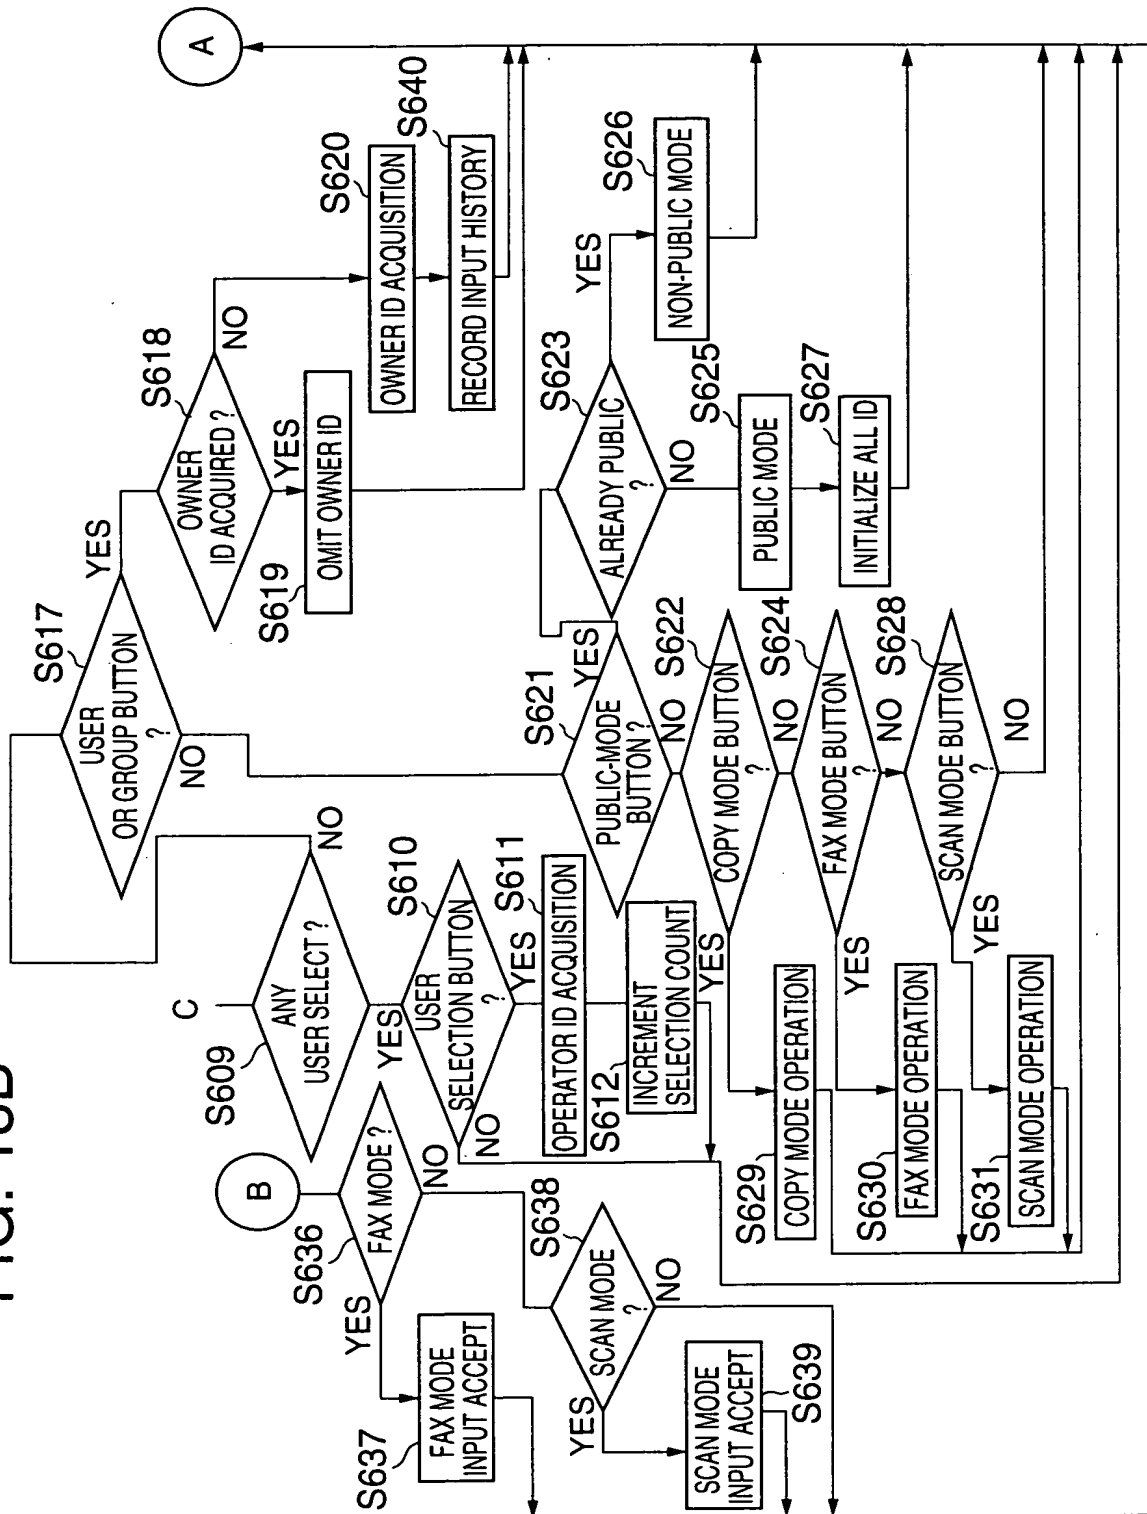 A
S617
USER
OR GROUP BUTTON
?
YES
NO
S618
OWNER
ID ACQUIRED ?
YES
NO
S619
OMIT OWNER ID
S620
OWNER ID ACQUISITION
S640
RECORD INPUT HISTORY
C
S609
ANY
USER SELECT ?
NO
YES
S610
USER
SELECTION BUTTON
?
NO
YES
S611
OPERATOR ID ACQUISITION
S612
INCREMENT
SELECTION COUNT
S621
PUBLIC-MODE
BUTTON ?
YES
NO
S623
ALREADY PUBLIC
?
YES
NO
S626
NON-PUBLIC MODE
S625
PUBLIC MODE
S627
INITIALIZE ALL ID
S622
COPY MODE BUTTON
?
YES
NO
S624
FAX MODE BUTTON
?
YES
NO
S628
SCAN MODE BUTTON
?
YES
NO
S629
COPY MODE OPERATION
S630
FAX MODE OPERATION
S631
SCAN MODE OPERATION
B
S636
FAX MODE ?
YES
NO
S637
FAX MODE
INPUT ACCEPT
S638
SCAN MODE
?
YES
NO
S639
SCAN MODE
INPUT ACCEPT